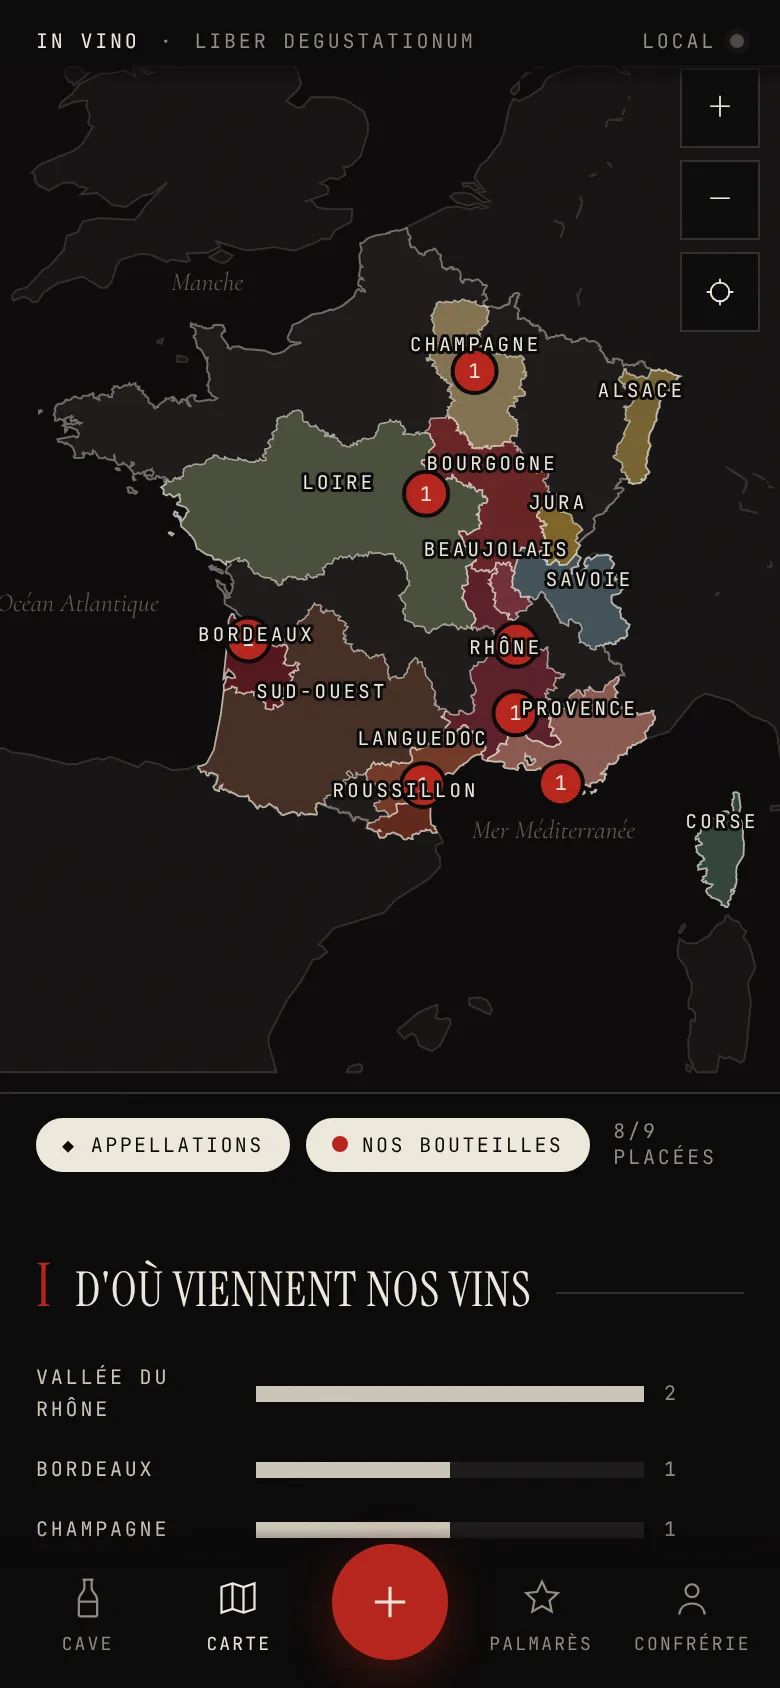 IN VINO · LIBER DEGUSTATIONUM
LOCAL
+
−
Manche
CHAMPAGNE
1
ALSACE
BOURGOGNE
LOIRE
1
JURA
BEAUJOLAIS
SAVOIE
Océan Atlantique
BORDEAUX
RHÔNE
SUD-OUEST
1
PROVENCE
LANGUEDOC
ROUSSILLON
1
CORSE
Mer Méditerranée
◆ APPELLATIONS
NOS BOUTEILLES
8/9
PLACÉES
I D'OÙ VIENNENT NOS VINS
VALLÉE DU
RHÔNE
2
BORDEAUX
1
CHAMPAGNE
1
+
CAVE
CARTE
PALMARÈS
CONFRÉRIE